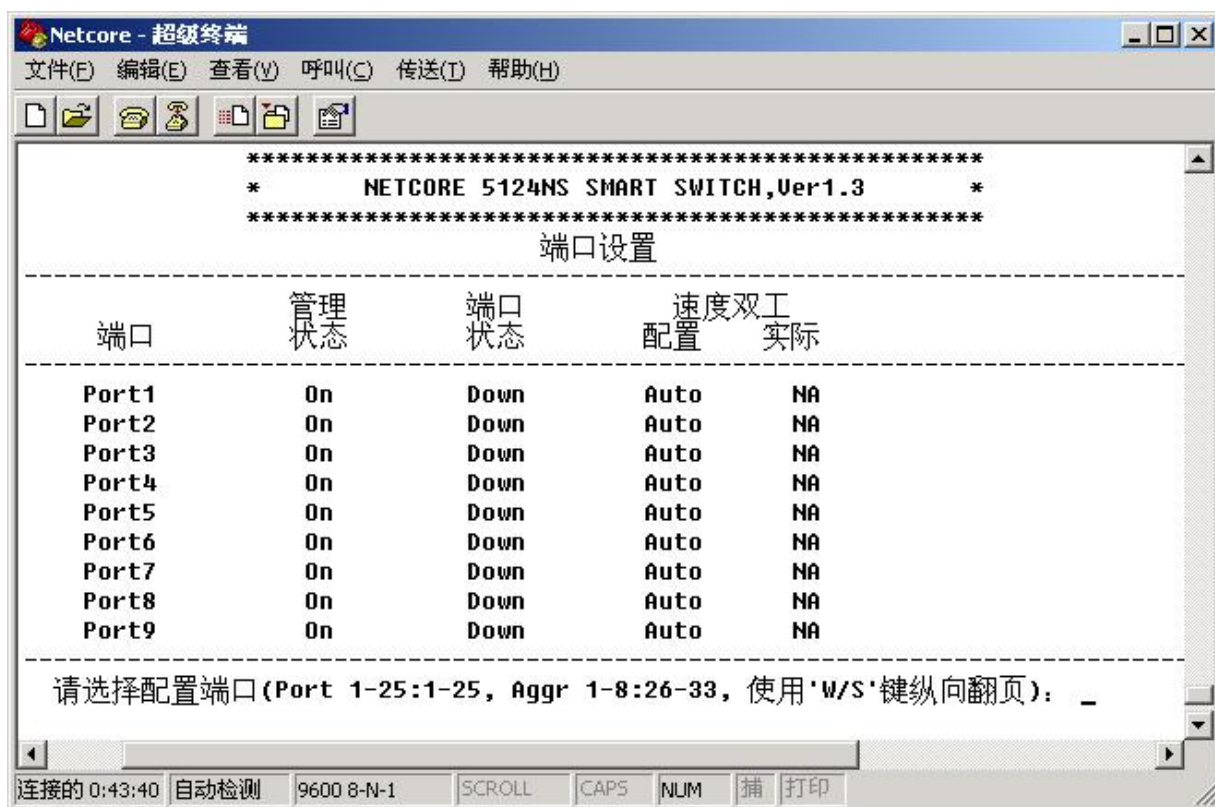 Netcore - 超级终端
文件(F) 编辑(E) 查看(V) 呼叫(C) 传送(T) 帮助(H)
**************************************************
* NETCORE 5124NS SMART SWITCH,Ver1.3 *
**************************************************
端口设置
管理 端口 速度双工
端口 状态 状态 配置 实际
Port1 On Down Auto NA
Port2 On Down Auto NA
Port3 On Down Auto NA
Port4 On Down Auto NA
Port5 On Down Auto NA
Port6 On Down Auto NA
Port7 On Down Auto NA
Port8 On Down Auto NA
Port9 On Down Auto NA
请选择配置端口(Port 1-25:1-25, Aggr 1-8:26-33, 使用'W/S'键纵向翻页): _
连接的 0:43:40 自动检测 9600 8-N-1 SCROLL CAPS NUM 捕 打印